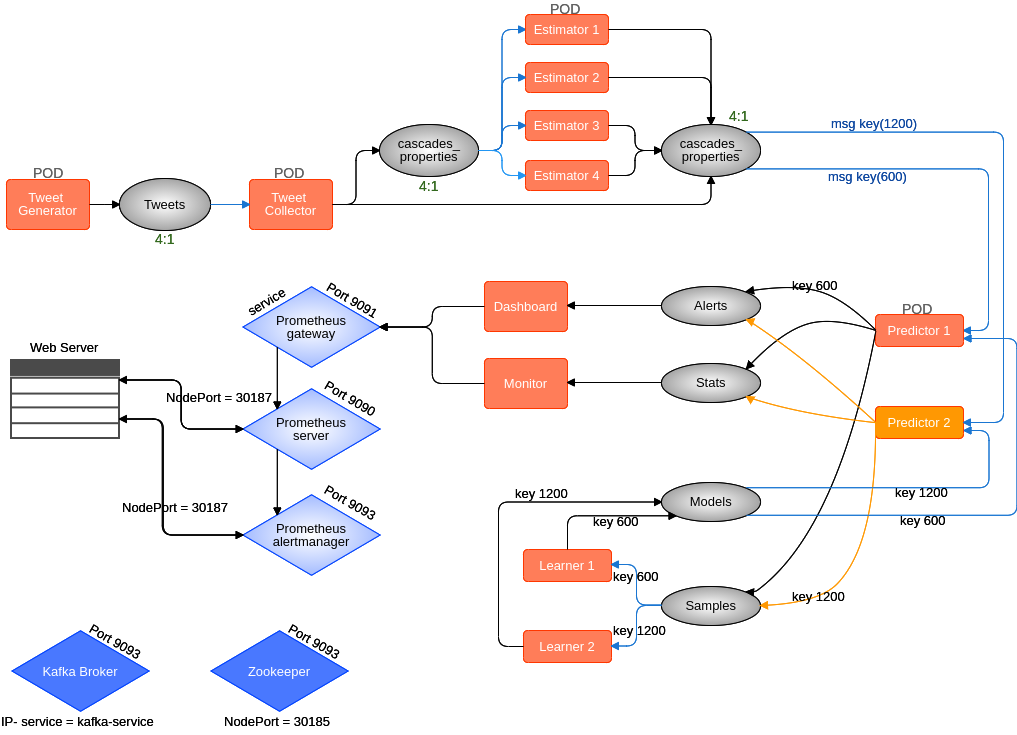 POD
Estimator 1
Estimator 2
Estimator 3
Estimator 4
cascades_
properties
4:1
4:1
cascades_
properties
msg key(1200)
msg key(600)
POD
Tweet
Generator
Tweets
4:1
POD
Tweet
Collector
service
Port 9091
Prometheus
gateway
Dashboard
Monitor
Alerts
Stats
key 600
POD
Predictor 1
Predictor 2
Web Server
NodePort = 30187
Port 9090
Prometheus
server
NodePort = 30187
Port 9093
Prometheus
alertmanager
key 1200
key 600
Models
key 1200
key 600
Learner 1
key 600
Samples
key 1200
key 1200
Learner 2
Port 9093
Kafka Broker
IP- service = kafka-service
Port 9093
Zookeeper
NodePort = 30185